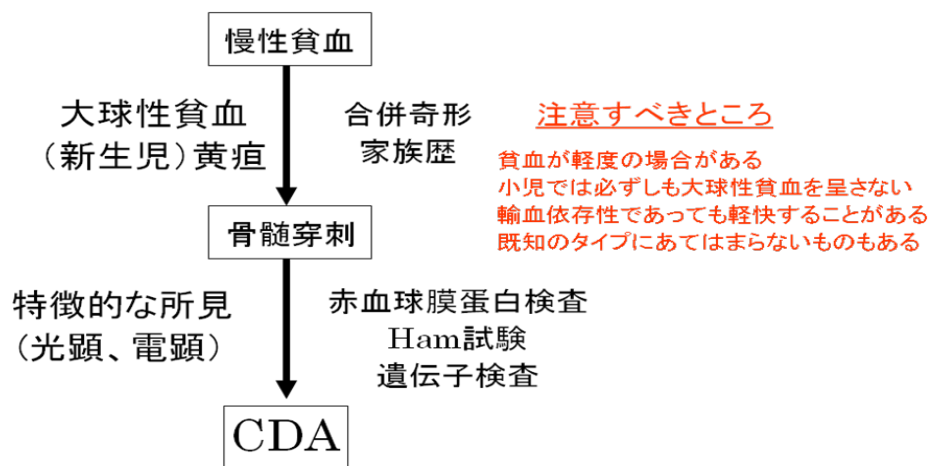 慢性貧血
大球性貧血
(新生児)黄疸
合併奇形
家族歴
注意すべきところ
貧血が軽度の場合がある
小児では必ずしも大球性貧血を呈さない
輸血依存性であっても軽快することがある
既知のタイプにあてはまらないものもある
骨髄穿刺
特徴的な所見
(光顕、電顕)
赤血球膜蛋白検査
Ham試験
遺伝子検査
CDA